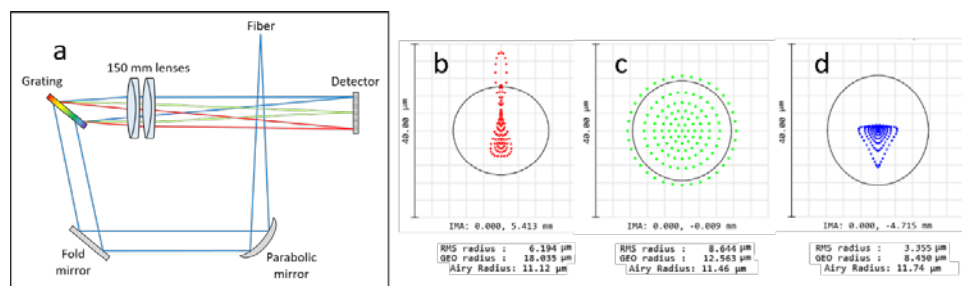 a
Fiber
150 mm lenses
Grating
Detector
Fold
mirror
Parabolic
mirror
b
40.00
µm
IMA: 0.000, 5.413 mm
RMS radius : 6.194 µm
GEO radius : 18.035 µm
Airy Radius: 11.12 µm
c
40.00
µm
IMA: 0.000, -0.009 mm
RMS radius : 8.644 µm
GEO radius : 12.563 µm
Airy Radius: 11.46 µm
d
40.00
µm
IMA: 0.000, -4.715 mm
RMS radius : 3.355 µm
GEO radius : 8.450 µm
Airy Radius: 11.74 µm